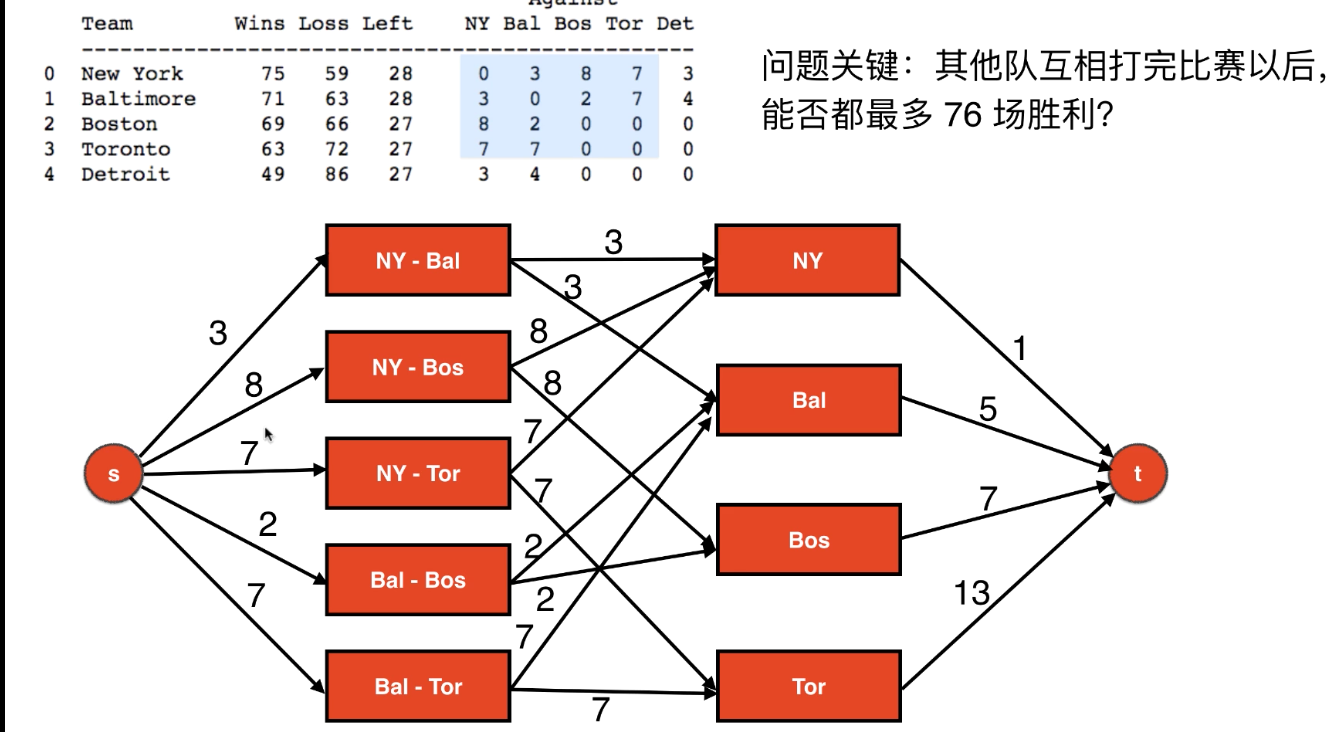 Against
Team Wins Loss Left NY Bal Bos Tor Det
0 New York 75 59 28 0 3 8 7 3
1 Baltimore 71 63 28 3 0 2 7 4
2 Boston 69 66 27 8 2 0 0 0
3 Toronto 63 72 27 7 7 0 0 0
4 Detroit 49 86 27 3 4 0 0 0
问题关键：其他队互相打完比赛以后，
能否都最多 76 场胜利？
3
NY - Bal
NY
3
3
1
8
8
NY - Bos
8
Bal
5
7
7
s
NY - Tor
7
t
2
2
Bal - Bos
2
Bos
7
7
7
Bal - Tor
7
Tor
13